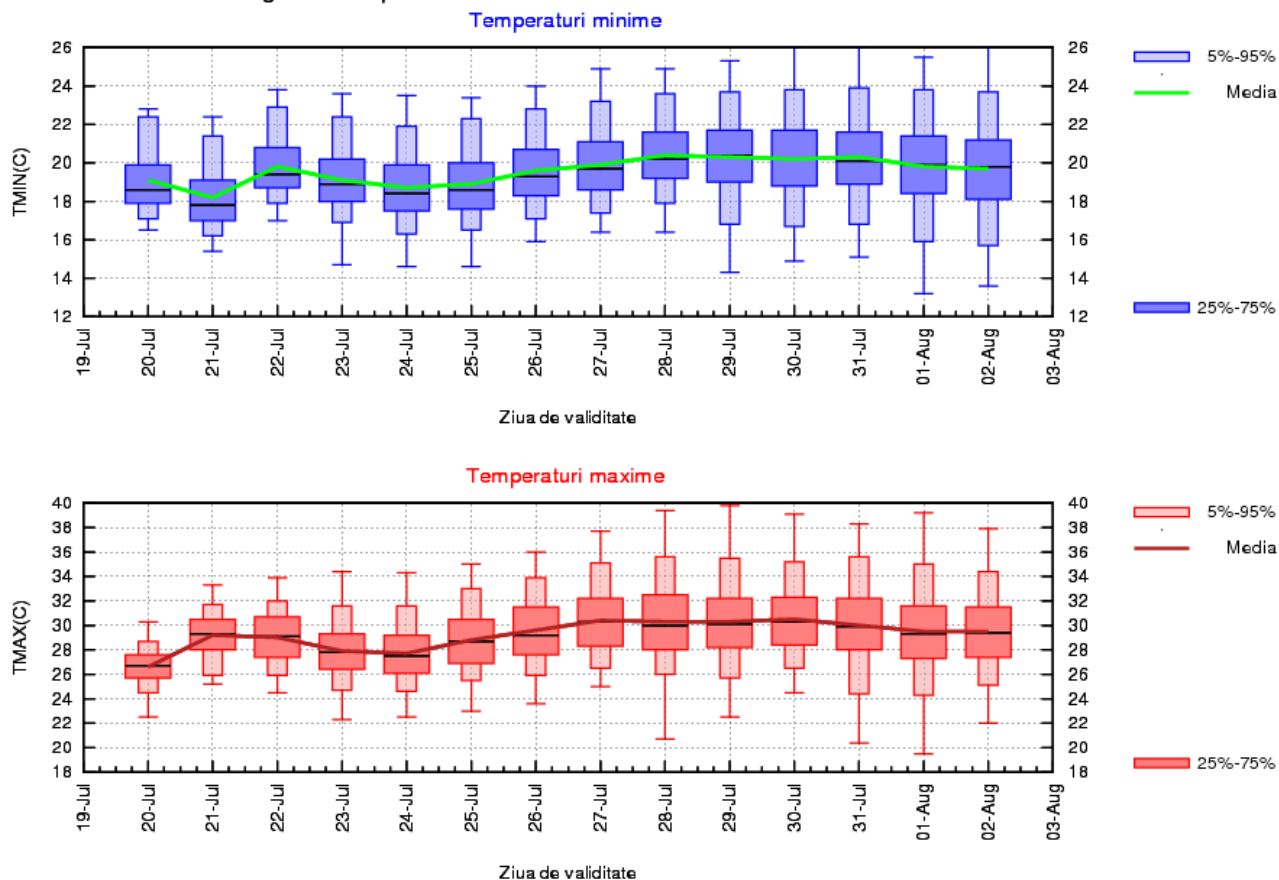 Temperaturi minime
26 26
24 24
22 22
20 20
18 18
16 16
14 14
12 12
TMIN(C)
5%-95%
Media
25%-75%
19-Jul 20-Jul 21-Jul 22-Jul 23-Jul 24-Jul 25-Jul 26-Jul 27-Jul 28-Jul 29-Jul 30-Jul 31-Jul 01-Aug 02-Aug 03-Aug
Ziua de validitate
Temperaturi maxime
40 40
38 38
36 36
34 34
32 32
30 30
28 28
26 26
24 24
22 22
20 20
18 18
TMAX(C)
5%-95%
Media
25%-75%
19-Jul 20-Jul 21-Jul 22-Jul 23-Jul 24-Jul 25-Jul 26-Jul 27-Jul 28-Jul 29-Jul 30-Jul 31-Jul 01-Aug 02-Aug 03-Aug
Ziua de validitate